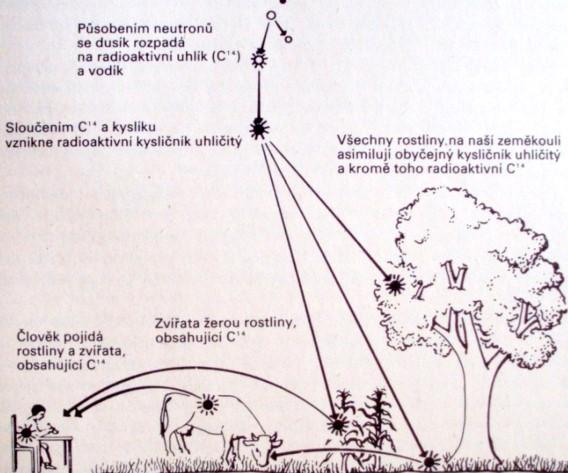 Působením neutronů
se dusík rozpadá
na radioaktivní uhlík (C¹⁴)
a vodík
Sloučením C¹⁴ a kyslíku
vznikne radioaktivní kysličník uhličitý
Všechny rostliny na naší zeměkouli
asimilují obyčejný kysličník uhličitý
a kromě toho radioaktivní C¹⁴
Zvířata žerou rostliny,
obsahující C¹⁴
Člověk pojídá
rostliny a zvířata,
obsahující C¹⁴